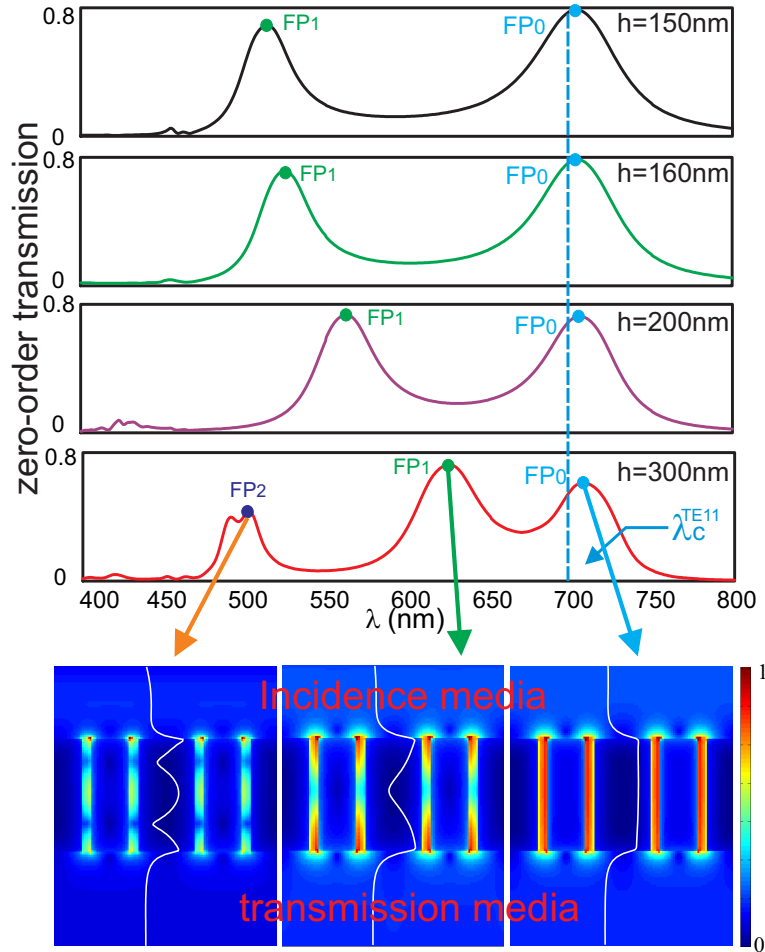 zero-order transmission
0.8
FP1
FP0
h=150nm
0
0.8
FP1
FP0
h=160nm
0
0.8
FP1
FP0
h=200nm
0
0.8
FP2
FP1
FP0
h=300nm
λc^TE11
0
400 450 500 550 600 650 700 750 800
λ (nm)
Incidence media
transmission media
1
0